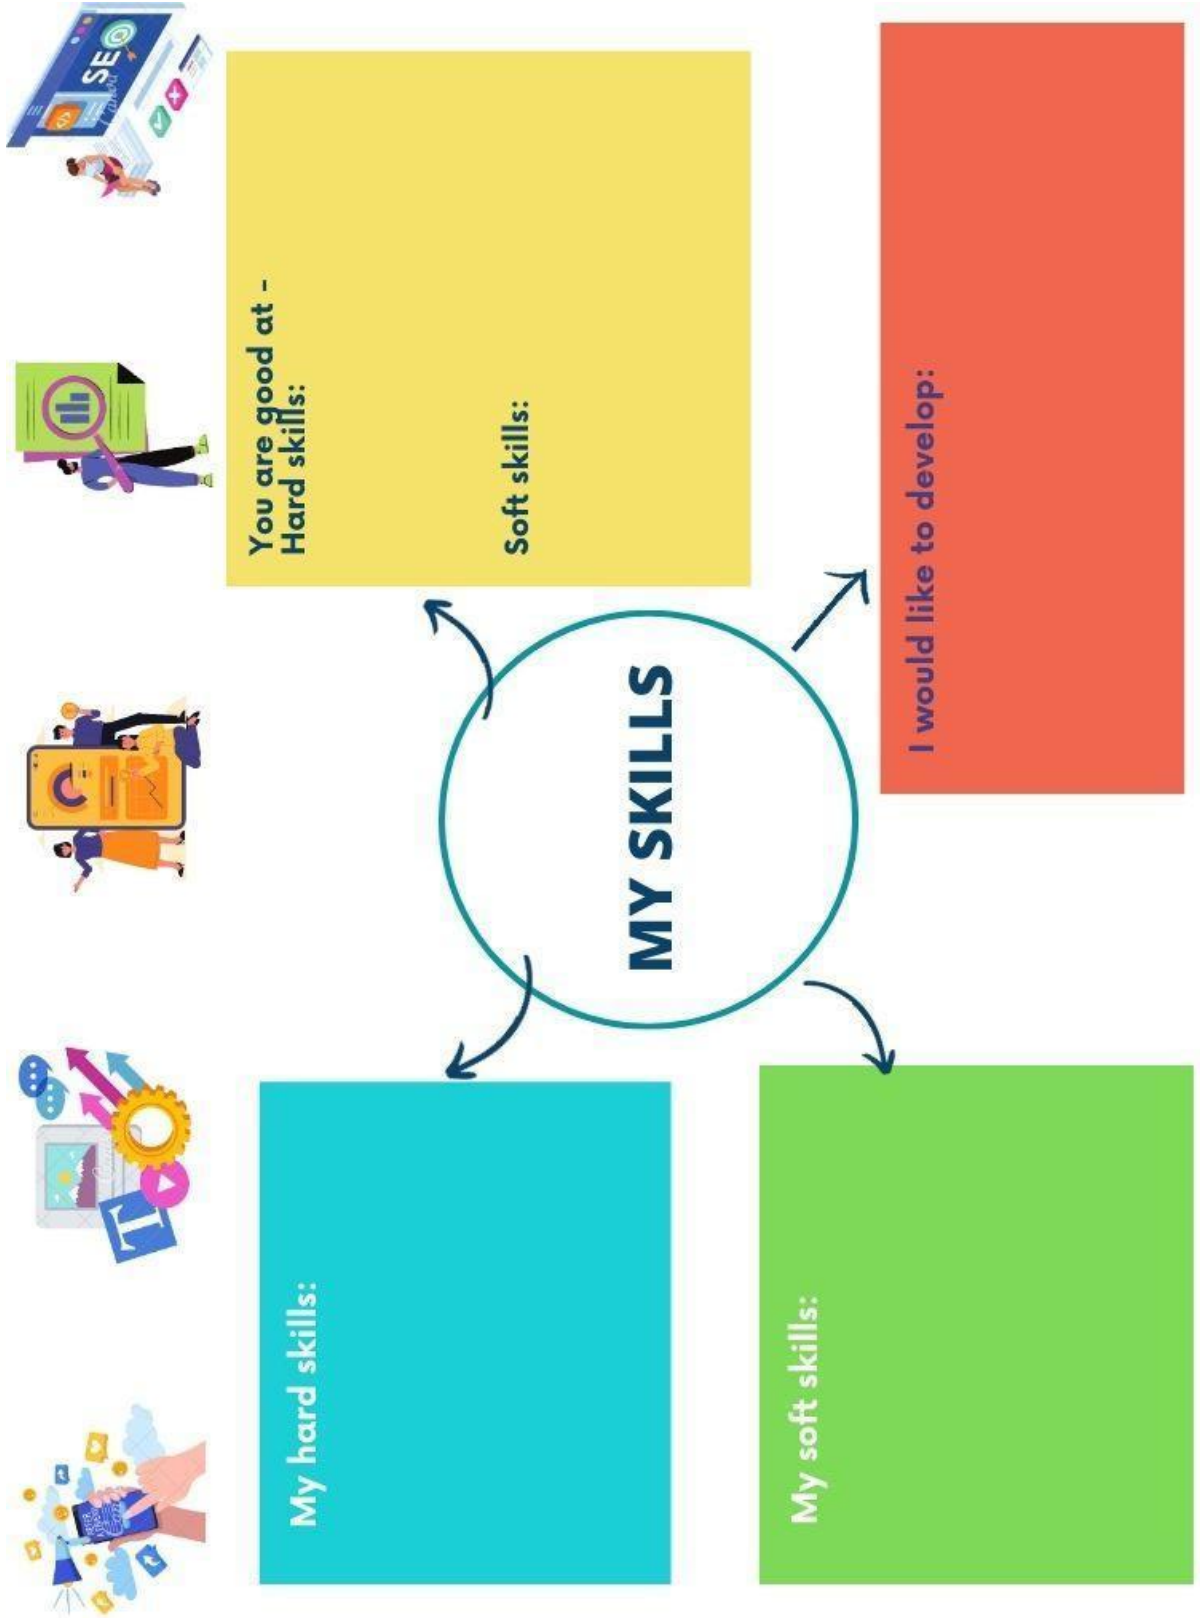 SEO
T
My hard skills:
You are good at -
Hard skills:
Soft skills:
MY SKILLS
My soft skills:
I would like to develop: